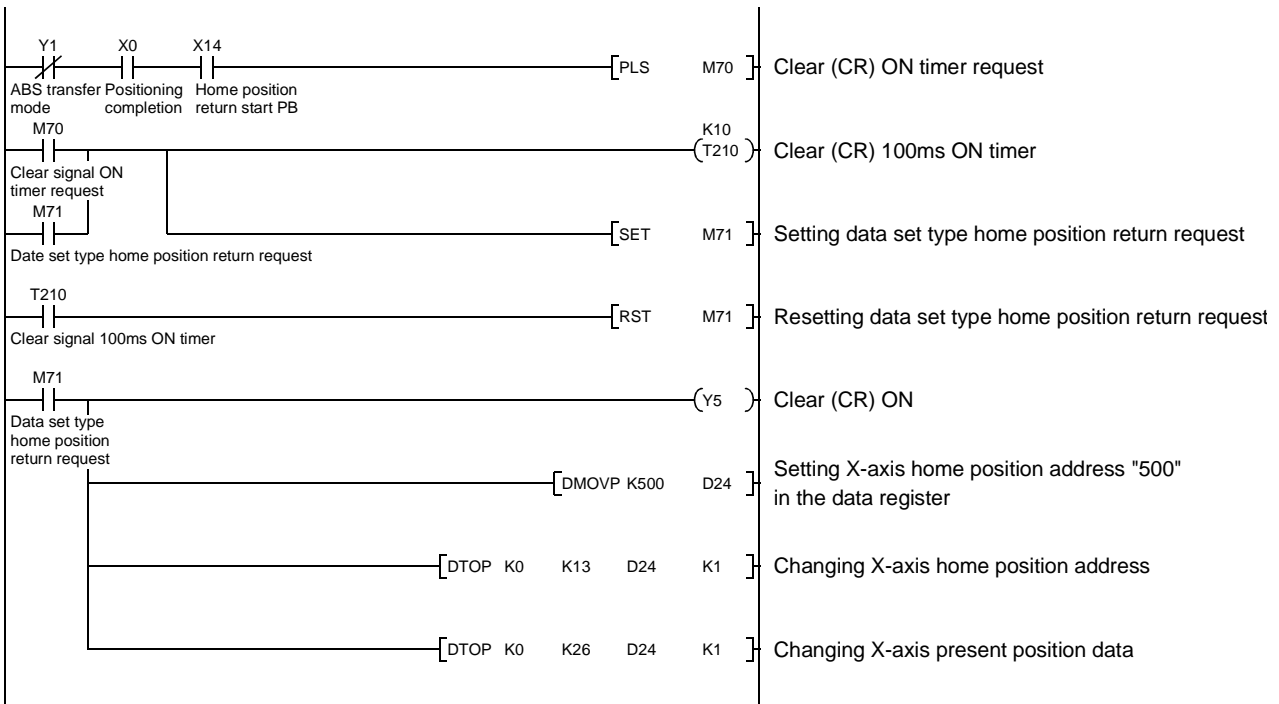 Y1 X0 X14
PLS M70 Clear (CR) ON timer request
ABS transfer mode Positioning completion Home position return start PB
M70
K10
T210 Clear (CR) 100ms ON timer
Clear signal ON
timer request
M71
SET M71 Setting data set type home position return request
Date set type home position return request
T210
RST M71 Resetting data set type home position return request
Clear signal 100ms ON timer
M71
Y5 Clear (CR) ON
Data set type
home position
return request
DMOVP K500 D24 Setting X-axis home position address "500"
in the data register
DTOP K0 K13 D24 K1 Changing X-axis home position address
DTOP K0 K26 D24 K1 Changing X-axis present position data